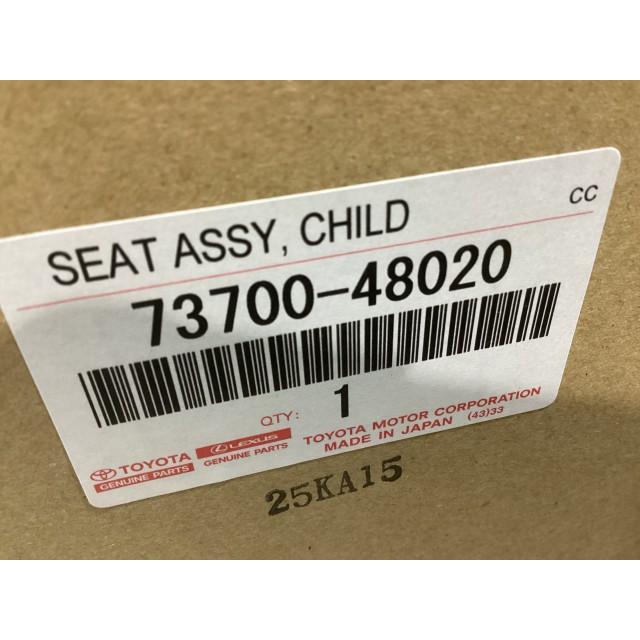 SEAT ASSY, CHILD
CC
73700-48020
QTY: 1
TOYOTA
GENUINE PARTS
LEXUS
GENUINE PARTS
TOYOTA MOTOR CORPORATION
MADE IN JAPAN (43)33
25KA15